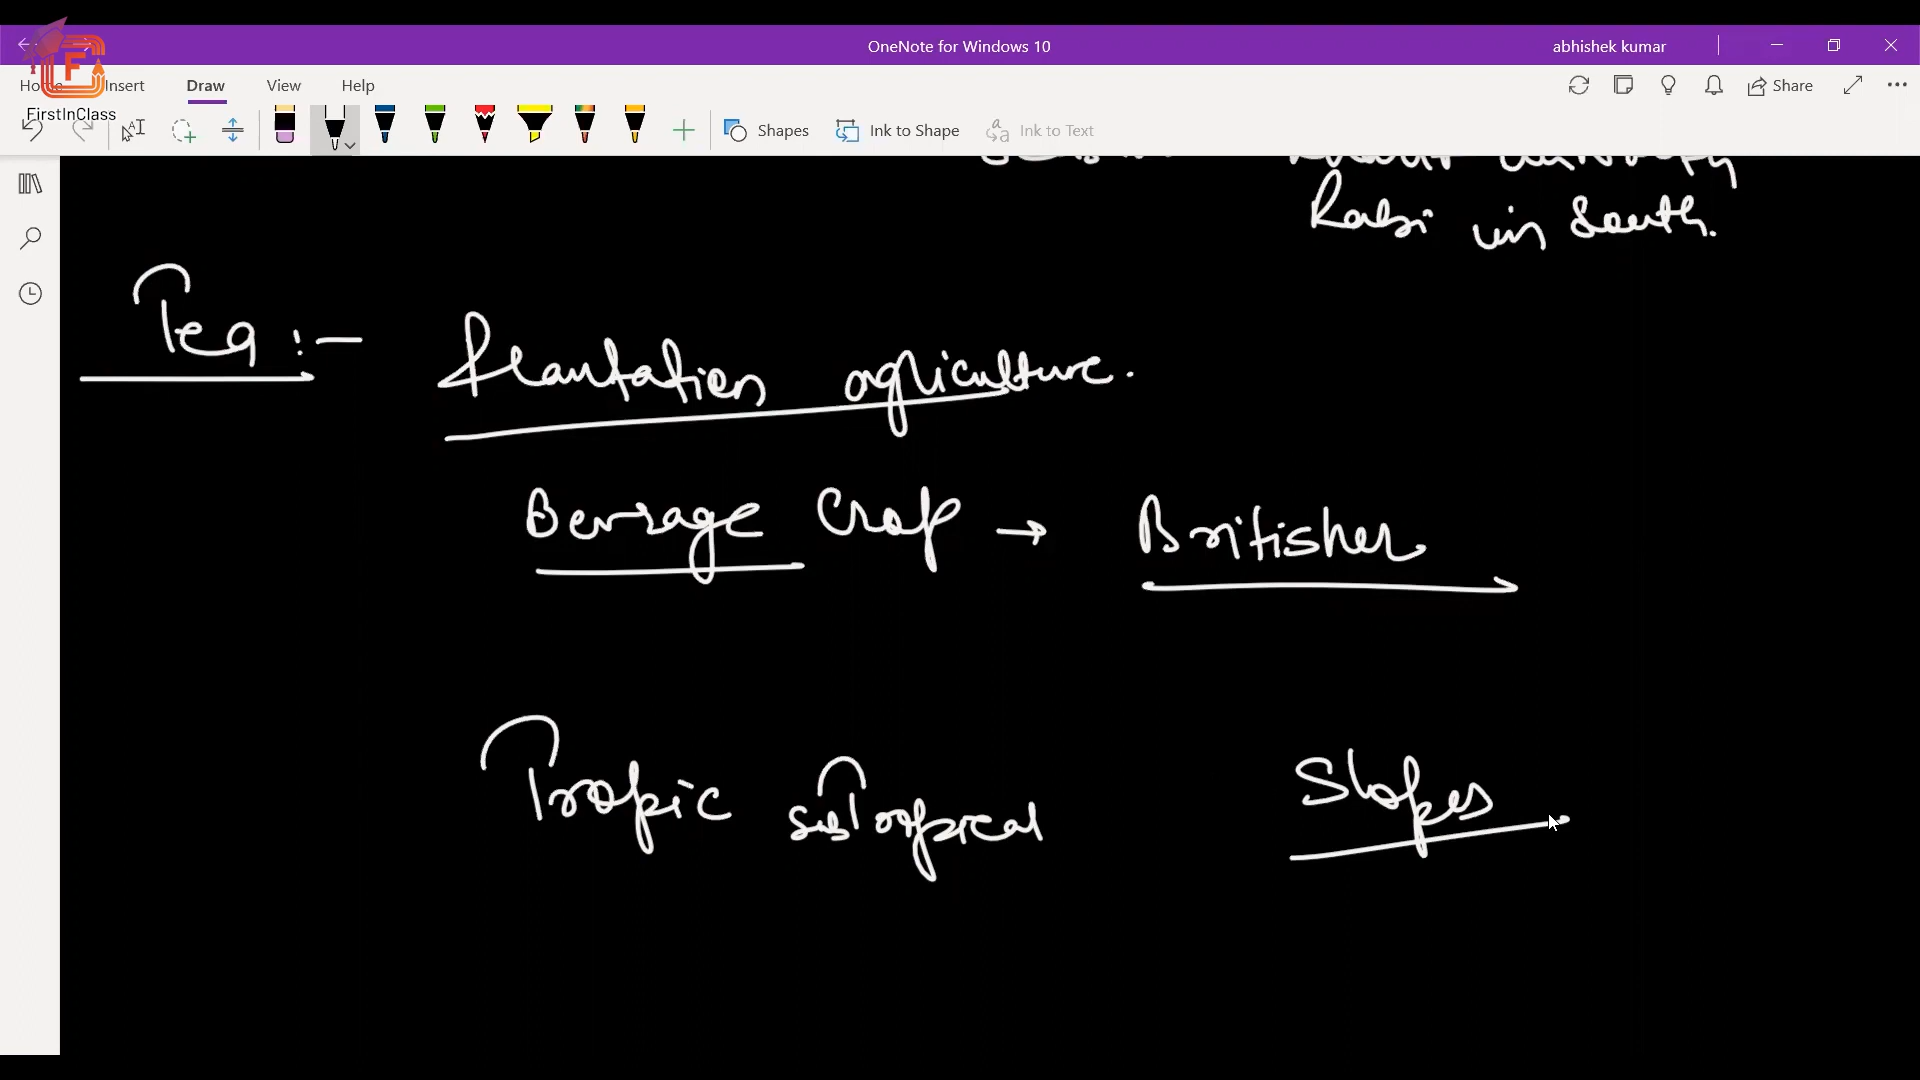 OneNote for Windows 10
abhishek kumar
Insert
Draw
View
Help
Share
FirstInClass
Shapes
Ink to Shape
Ink to Text
Rabi in South.
Tea :- Plantation agriculture.
Bevrage Crop → Britisher
Tropic subTropical Slopes